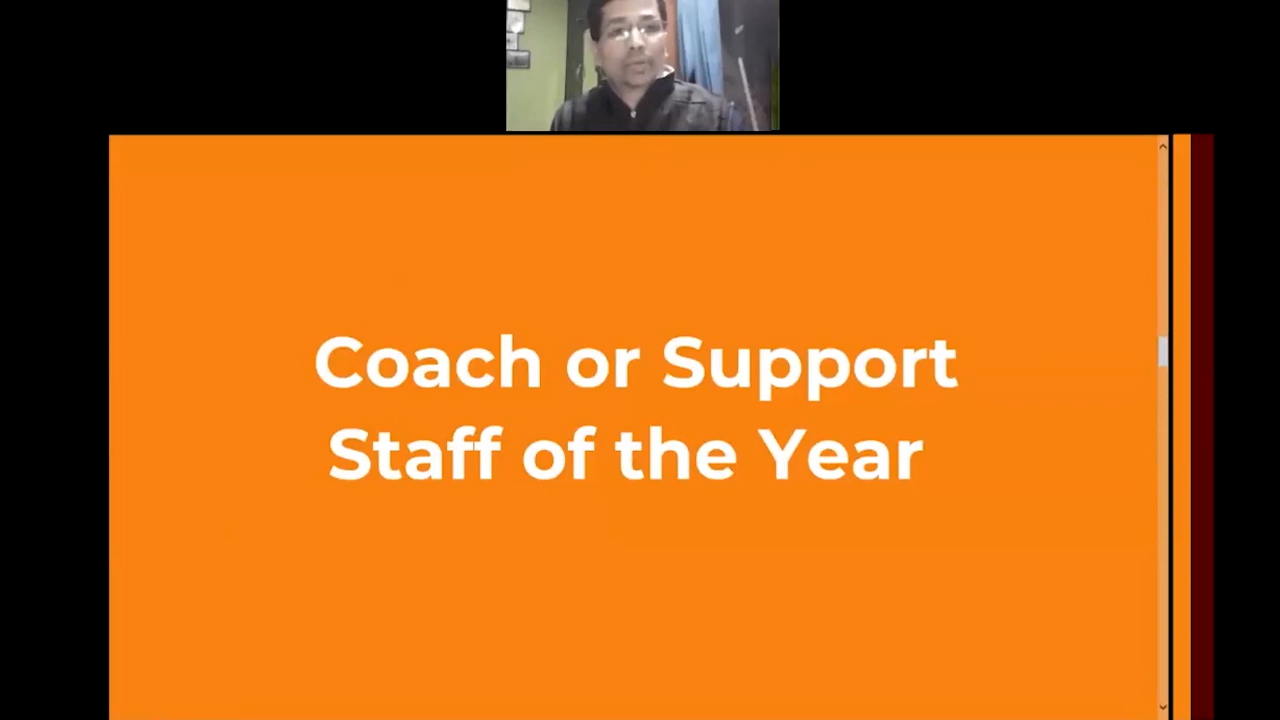 Coach or Support
Staff of the Year